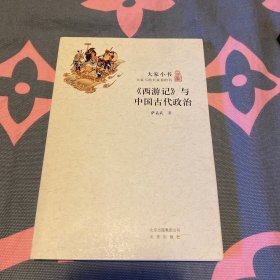 大家小书
《西游记》与
中国古代政治
萨孟武 著
北京出版集团公司
北京出版社